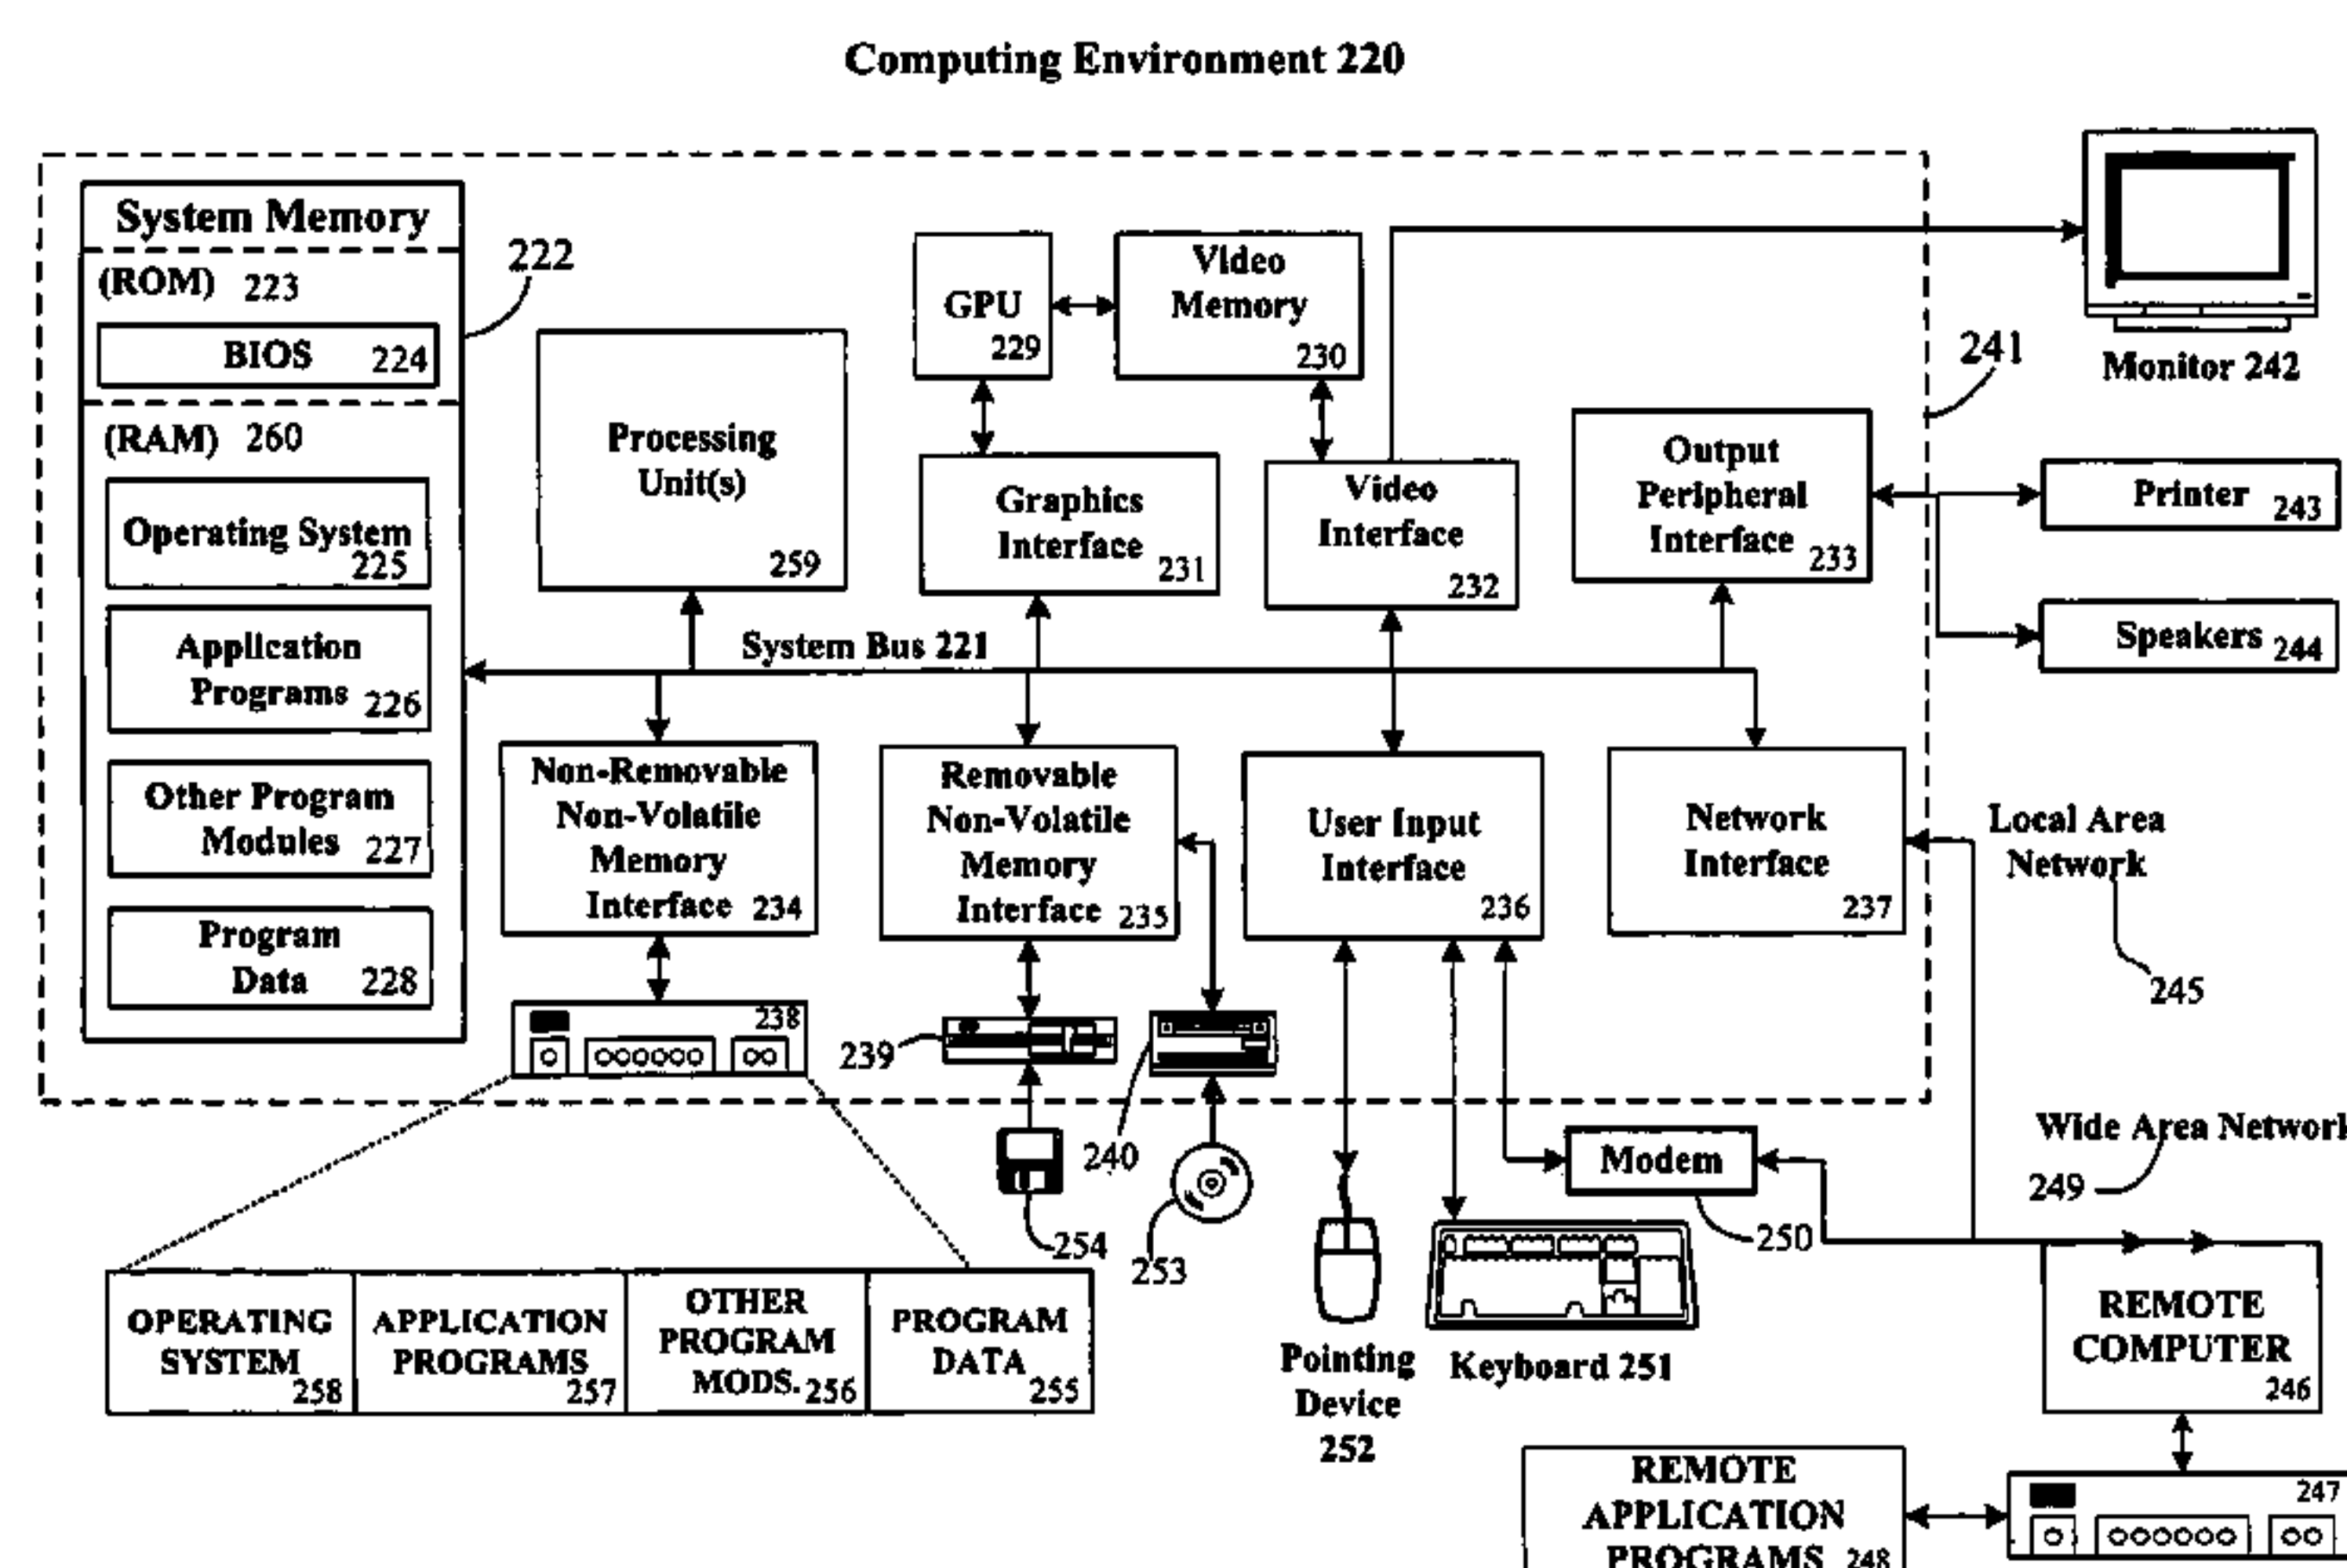 Computing Environment 220
System Memory
(ROM) 223
BIOS 224
(RAM) 260
Operating System
225
Application
Programs 226
Other Program
Modules 227
Program
Data 228
222
Processing
Unit(s)
259
GPU
229
Video
Memory
230
Graphics
Interface
231
Video
Interface
232
Output
Peripheral
Interface 233
241
Monitor 242
Printer 243
Speakers 244
System Bus 221
Non-Removable
Non-Volatile
Memory
Interface 234
Removable
Non-Volatile
Memory
Interface 235
User Input
Interface
236
Network
Interface
237
Local Area
Network
245
238
239
240
254
253
Modem
250
Wide Area Network
249
OPERATING
SYSTEM
258
APPLICATION
PROGRAMS
257
OTHER
PROGRAM
MODS. 256
PROGRAM
DATA
255
Pointing
Device
252
Keyboard 251
REMOTE
COMPUTER
246
247
REMOTE
APPLICATION
PROGRAMS 248